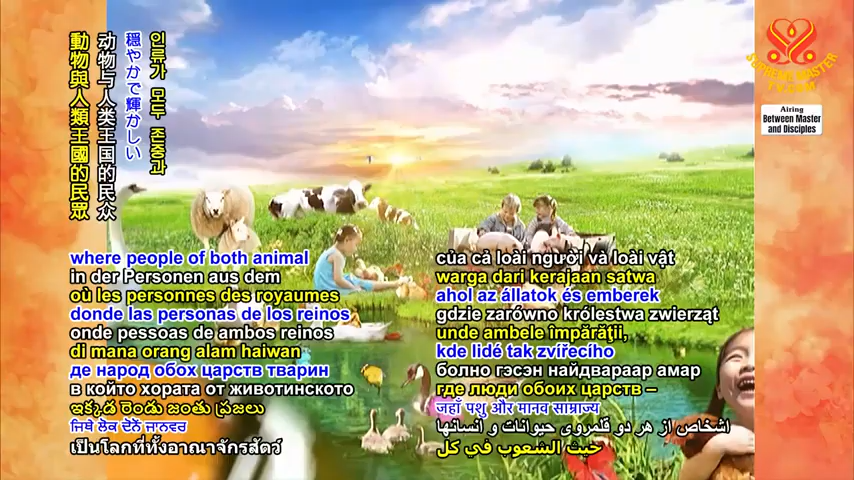 인류가 모두 존중과
穏やかで輝かしい
动物与人类王国的民众
動物與人類王國的民眾
SUPREME MASTER
TV.COM
Airing
Between Master
and Disciples
where people of both animal
in der Personen aus dem
où les personnes des royaumes
donde las personas de los reinos
onde pessoas de ambos reinos
di mana orang alam haiwan
де народ обох царств тварин
в който хората от животинското
ఇక్కడ రెండు జంతు ప్రజలు
ਜਿਥੇ ਲੋਕ ਦੋਨੋਂ ਜਾਨਵਰ
เป็นโลกที่ทั้งอาณาจักรสัตว์
của cả loài người và loài vật
warga dari kerajaan satwa
ahol az állatok és emberek
gdzie zarówno królestwa zwierząt
unde ambele împărăţii,
kde lidé tak zvířecího
болно гэсэн найдвараар амар
где люди обоих царств –
जहाँ पशु और मानव साम्राज्य
اشخاص از هر دو قلمروی حیوانات و انسانها
حيث الشعوب في كل